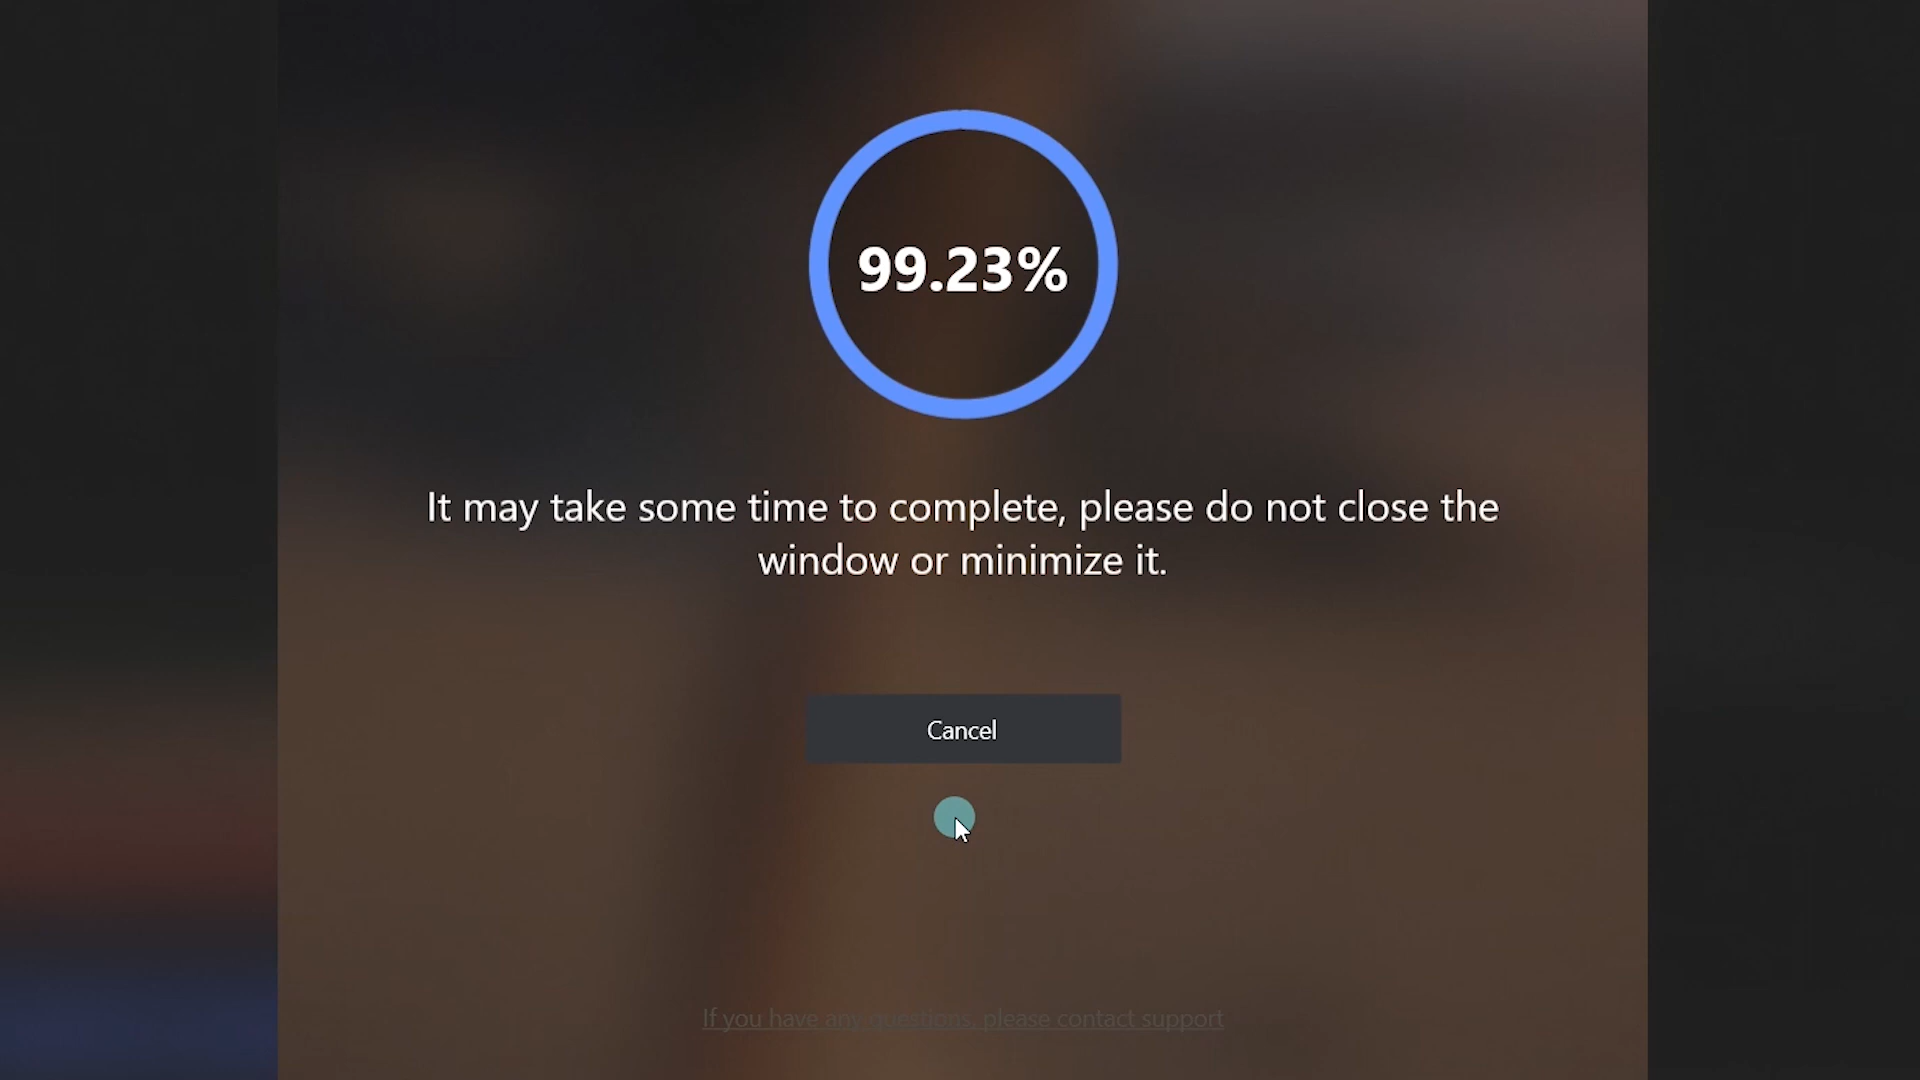 99.23%
It may take some time to complete, please do not close the
window or minimize it.
Cancel
If you have any questions, please contact support